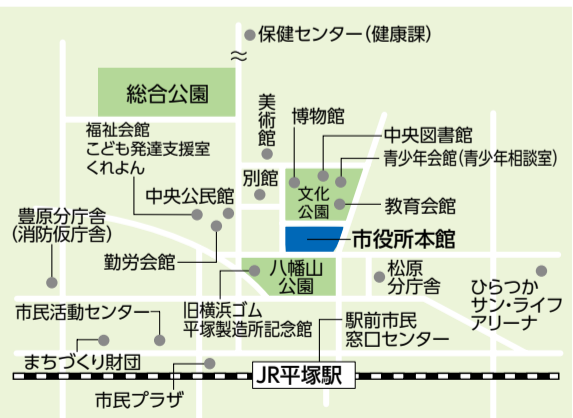 保健センター(健康課)
総合公園
美術館
博物館
中央図書館
青少年会館(青少年相談室)
福祉会館
こども発達支援室
くれよん
中央公民館
別館
文化
公園
教育会館
豊原分庁舎
(消防仮庁舎)
勤労会館
市役所本館
八幡山
公園
松原
分庁舎
ひらつか
サン・ライフ
アリーナ
旧横浜ゴム
平塚製造所記念館
市民活動センター
駅前市民
窓口センター
まちづくり財団
JR平塚駅
市民プラザ